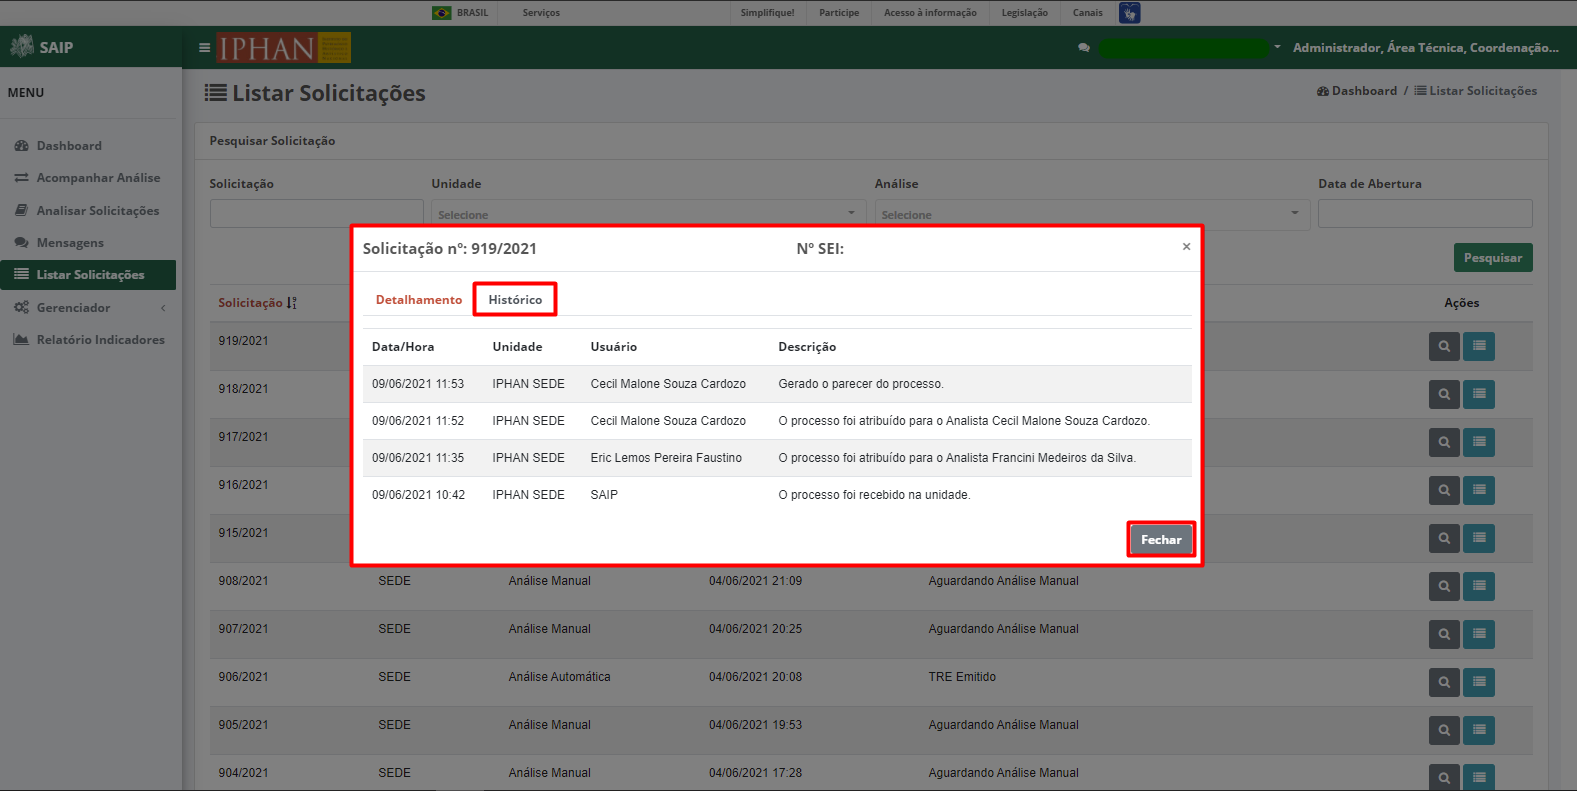 BRASIL Serviços Simplifique! Participe Acesso à informação Legislação Canais
SAIP IPHAN Administrador, Área Técnica, Coordenação...
MENU
Dashboard
Acompanhar Análise
Analisar Solicitações
Mensagens
Listar Solicitações
Gerenciador
Relatório Indicadores
Listar Solicitações
Dashboard / Listar Solicitações
Pesquisar Solicitação
Solicitação Unidade Análise Data de Abertura
Selecione Selecione
Pesquisar
Solicitação Ações
919/2021
918/2021
917/2021
916/2021
915/2021
Solicitação nº: 919/2021 Nº SEI: ×
Detalhamento Histórico
Data/Hora Unidade Usuário Descrição
09/06/2021 11:53 IPHAN SEDE Cecil Malone Souza Cardozo Gerado o parecer do processo.
09/06/2021 11:52 IPHAN SEDE Cecil Malone Souza Cardozo O processo foi atribuído para o Analista Cecil Malone Souza Cardozo.
09/06/2021 11:35 IPHAN SEDE Eric Lemos Pereira Faustino O processo foi atribuído para o Analista Francini Medeiros da Silva.
09/06/2021 10:42 IPHAN SEDE SAIP O processo foi recebido na unidade.
Fechar
908/2021 SEDE Análise Manual 04/06/2021 21:09 Aguardando Análise Manual
907/2021 SEDE Análise Manual 04/06/2021 20:25 Aguardando Análise Manual
906/2021 SEDE Análise Automática 04/06/2021 20:08 TRE Emitido
905/2021 SEDE Análise Manual 04/06/2021 19:53 Aguardando Análise Manual
904/2021 SEDE Análise Manual 04/06/2021 17:28 Aguardando Análise Manual